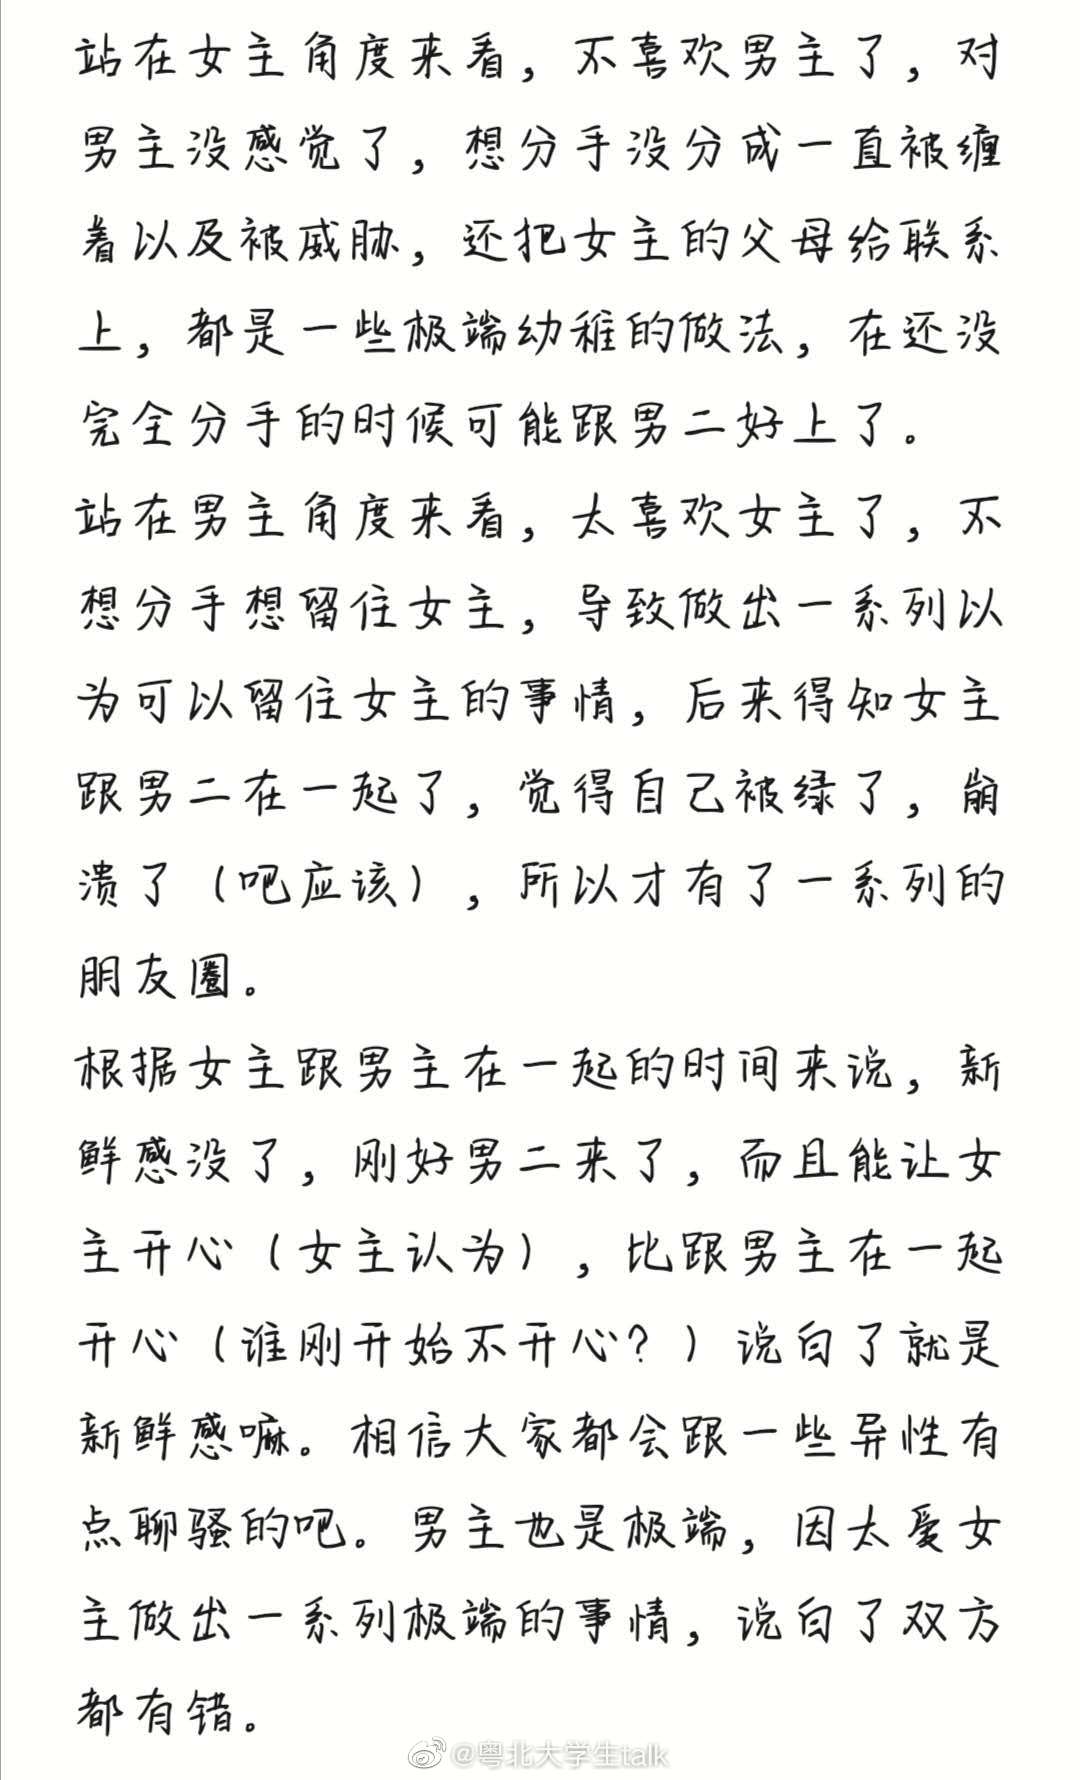 站在女主角度来看，不喜欢男主了，对
男主没感觉了，想分手没分成一直被缠
着以及被威胁，还把女主的父母给联系
上，都是一些极端幼稚的做法，在还没
完全分手的时候可能跟男二好上了。
站在男主角度来看，太喜欢女主了，不
想分手想留住女主，导致做出一系列以
为可以留住女主的事情，后来得知女主
跟男二在一起了，觉得自己被绿了，崩
溃了（吧应该），所以才有了一系列的
朋友圈。
根据女主跟男主在一起的时间来说，新
鲜感没了，刚好男二来了，而且能让女
主开心（女主认为），比跟男主在一起
开心（谁刚开始不开心？）说白了就是
新鲜感嘛。相信大家都会跟一些异性有
点聊骚的吧。男主也是极端，因太爱女
主做出一系列极端的事情，说白了双方
都有错。
@粤北大学生talk